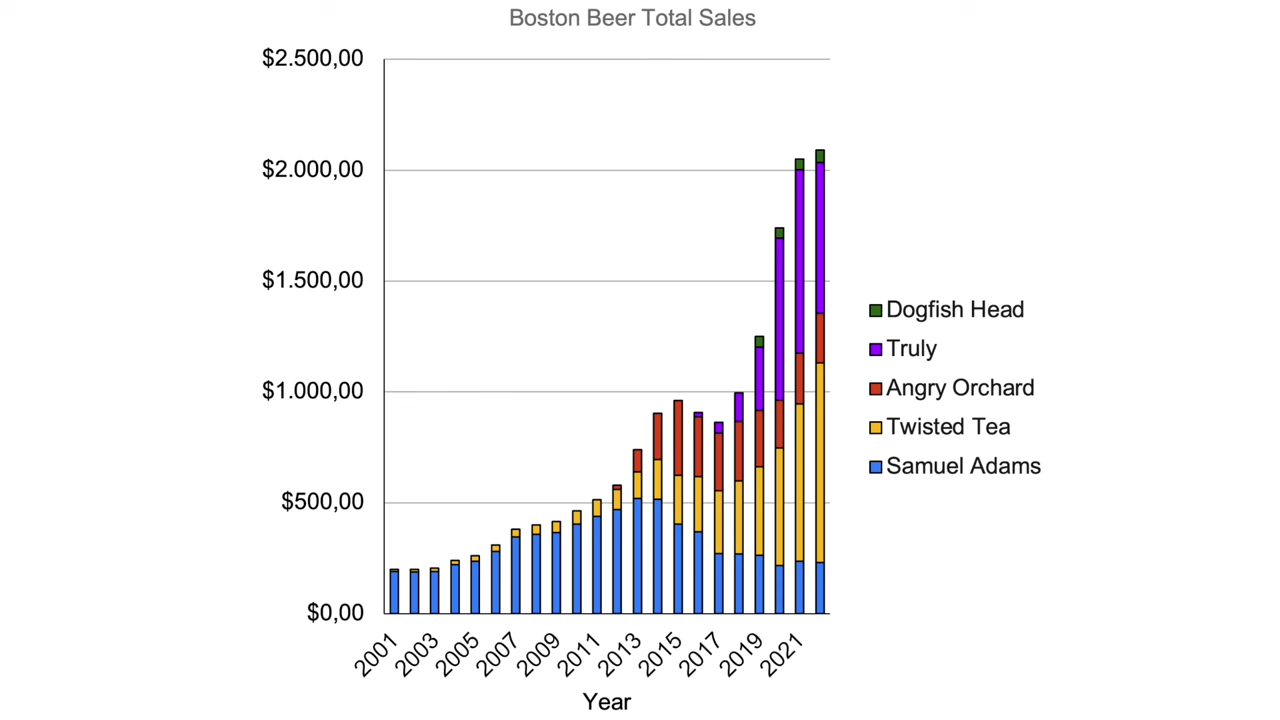 Boston Beer Total Sales
$2.500,00
$2.000,00
$1.500,00
$1.000,00
$500,00
$0,00
2001
2003
2005
2007
2009
2011
2013
2015
2017
2019
2021
Year
Dogfish Head
Truly
Angry Orchard
Twisted Tea
Samuel Adams